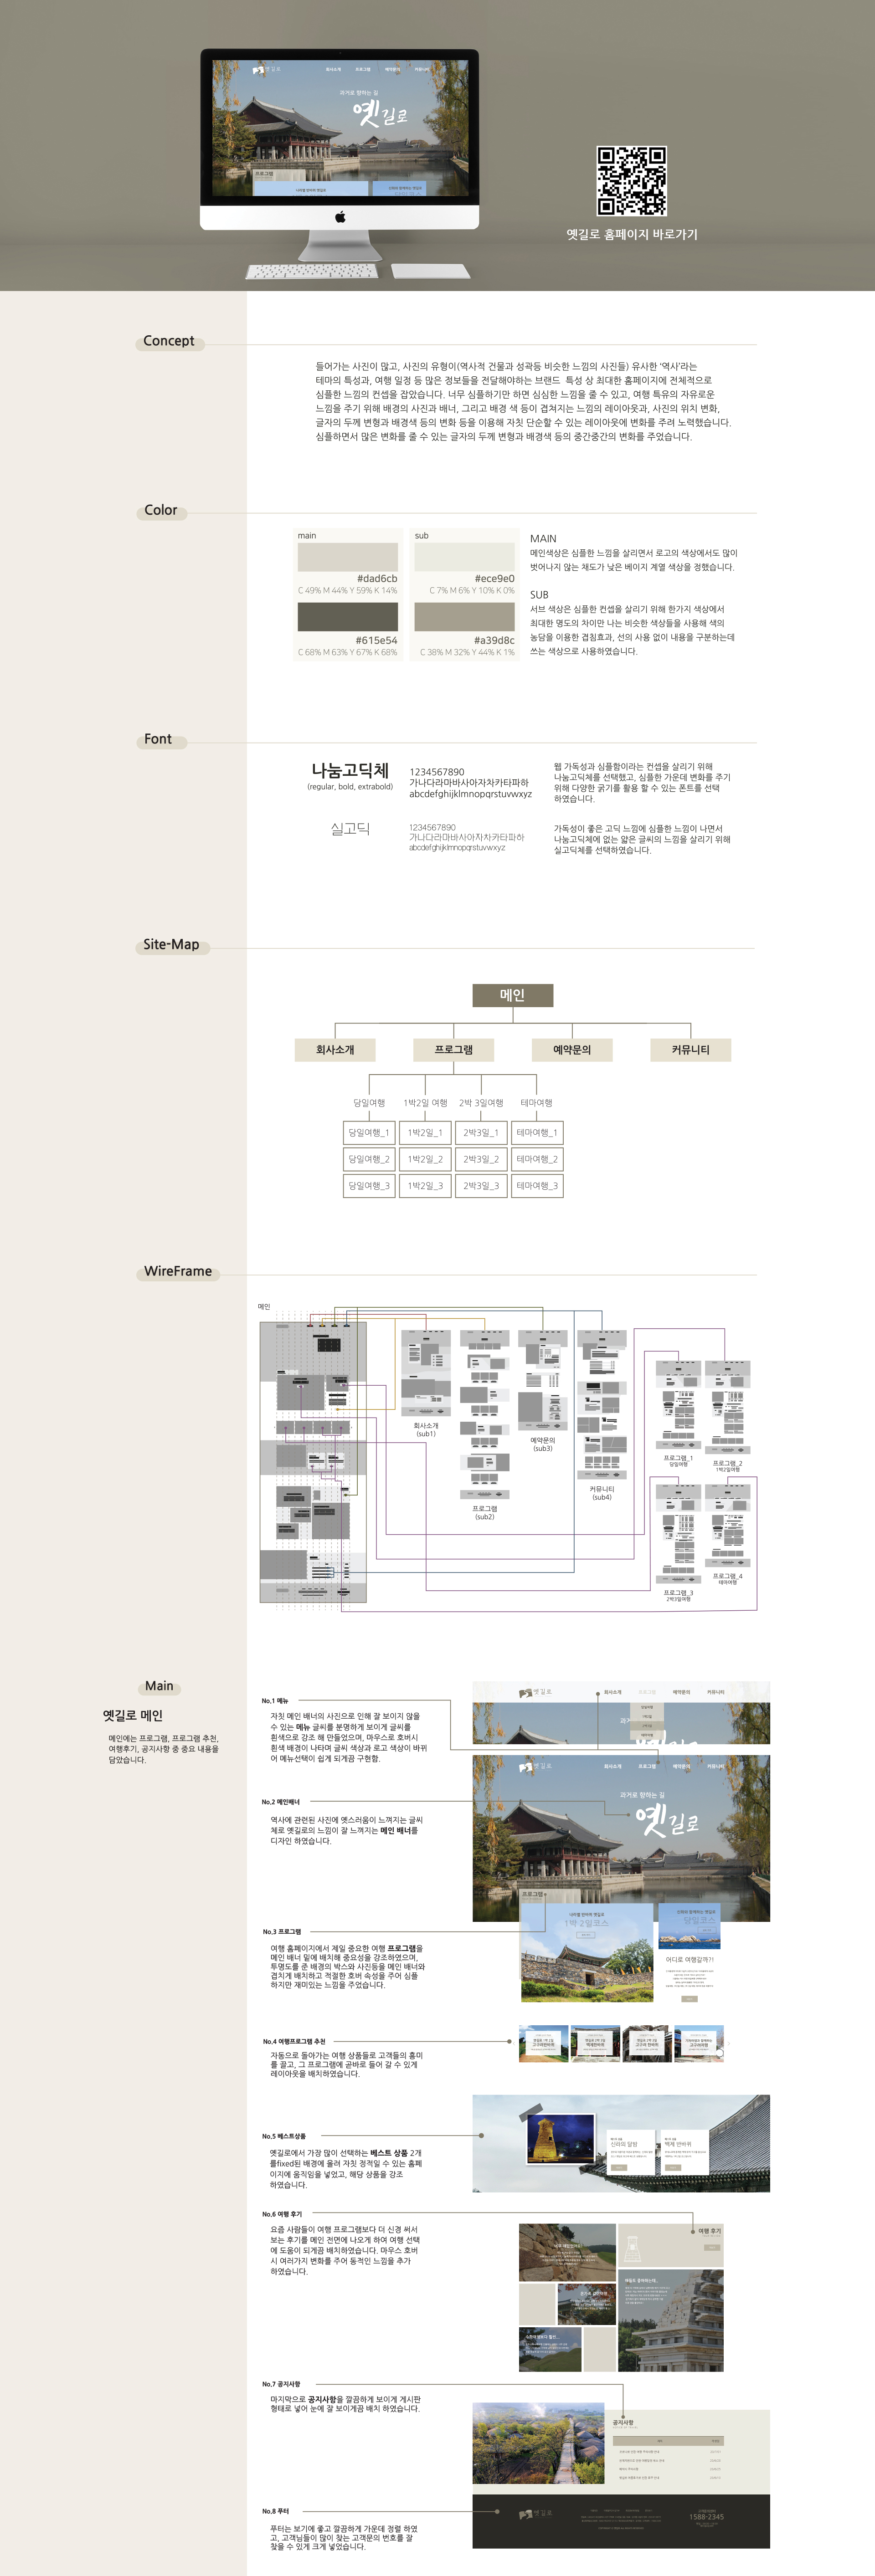 옛길로
회사소개 프로그램 예약문의 커뮤니티
과거로 향하는 길
옛길로
프로그램
옛길로 홈페이지 바로가기
Concept
들어가는 사진이 많고, 사진의 유형이(역사적 건물과 성곽등 비슷한 느낌의 사진들) 유사한 '역사'라는
테마의 특성과, 여행 일정 등 많은 정보들을 전달해야하는 브랜드 특성 상 최대한 홈페이지에 전체적으로
심플한 느낌의 컨셉을 잡았습니다. 너무 심플하기만 하면 심심한 느낌을 줄 수 있고, 여행 특유의 자유로운
느낌을 주기 위해 배경의 사진과 배너, 그리고 배경 색 등이 겹쳐지는 느낌의 레이아웃과, 사진의 위치 변화,
글자의 두께 변형과 배경색 등의 변화 등을 이용해 자칫 단순할 수 있는 레이아웃에 변화를 주려 노력했습니다.
심플하면서 많은 변화를 줄 수 있는 글자의 두께 변형과 배경색 등의 중간중간의 변화를 주었습니다.
Color
main
#dad6cb
C 49% M 44% Y 59% K 14%
#615e54
C 68% M 63% Y 67% K 68%
sub
#ece9e0
C 7% M 6% Y 10% K 0%
#a39d8c
C 38% M 32% Y 44% K 1%
MAIN
메인색상은 심플한 느낌을 살리면서 로고의 색상에서도 많이
벗어나지 않는 채도가 낮은 베이지 계열 색상을 정했습니다.
SUB
서브 색상은 심플한 컨셉을 살리기 위해 한가지 색상에서
최대한 명도의 차이만 나는 비슷한 색상들을 사용해 색의
농담을 이용한 겹침효과, 선의 사용 없이 내용을 구분하는데
쓰는 색상으로 사용하였습니다.
Font
나눔고딕체
(regular, bold, extrabold)
1234567890
가나다라마바사아자차카타파하
abcdefghijklmnopqrstuvwxyz
웹 가독성과 심플함이라는 컨셉을 살리기 위해
나눔고딕체를 선택했고, 심플한 가운데 변화를 주기
위해 다양한 굵기를 활용 할 수 있는 폰트를 선택
하였습니다.
실고딕
1234567890
가나다라마바사아자차카타파하
abcdefghijklmnopqrstuvwxyz
가독성이 좋은 고딕 느낌에 심플한 느낌이 나면서
나눔고딕체에 없는 얇은 글씨의 느낌을 살리기 위해
실고딕체를 선택하였습니다.
Site-Map
메인
회사소개 프로그램 예약문의 커뮤니티
당일여행 1박2일 여행 2박 3일여행 테마여행
당일여행_1 1박2일_1 2박3일_1 테마여행_1
당일여행_2 1박2일_2 2박3일_2 테마여행_2
당일여행_3 1박2일_3 2박3일_3 테마여행_3
WireFrame
메인
회사소개
(sub1)
프로그램
(sub2)
예약문의
(sub3)
커뮤니티
(sub4)
프로그램_1
당일여행
프로그램_2
1박2일여행
프로그램_3
2박3일여행
프로그램_4
테마여행
Main
옛길로 메인
메인에는 프로그램, 프로그램 추천,
여행후기, 공지사항 중 중요 내용을
담았습니다.
No.1 메뉴
자칫 메인 배너의 사진으로 인해 잘 보이지 않을
수 있는 메뉴 글씨를 분명하게 보이게 글씨를
흰색으로 강조 해 만들었으며, 마우스로 호버시
흰색 배경이 나타며 글씨 색상과 로고 색상이 바뀌
어 메뉴선택이 쉽게 되게끔 구현함.
옛길로
회사소개 프로그램 예약문의 커뮤니티
옛길로
회사소개 프로그램 예약문의 커뮤니티
과거로 향하는 길
옛길로
No.2 메인배너
역사에 관련된 사진에 옛스러움이 느껴지는 글씨
체로 옛길로의 느낌이 잘 느껴지는 메인 배너를
디자인 하였습니다.
No.3 프로그램
여행 홈페이지에서 제일 중요한 여행 프로그램을
메인 배너 밑에 배치해 중요성을 강조하였으며,
투명도를 준 배경의 박스와 사진등을 메인 배너와
겹치게 배치하고 적절한 호버 속성을 주어 심플
하지만 재미있는 느낌을 주었습니다.
프로그램
1박 2일코스
어디로 여행갈까?!
No.4 여행프로그램 추천
자동으로 돌아가는 여행 상품들로 고객들의 흥미
를 끌고, 그 프로그램에 곧바로 들어 갈 수 있게
레이아웃을 배치하였습니다.
No.5 베스트상품
옛길로에서 가장 많이 선택하는 베스트 상품 2개
를fixed된 배경에 올려 자칫 정적일 수 있는 홈페
이지에 움직임을 넣었고, 해당 상품을 강조
하였습니다.
신라의 달밤
백제 한바퀴
No.6 여행 후기
요즘 사람들이 여행 프로그램보다 더 신경 써서
보는 후기를 메인 전면에 나오게 하여 여행 선택
에 도움이 되게끔 배치하였습니다. 마우스 호버
시 여러가지 변화를 주어 동적인 느낌을 추가
하였습니다.
여행 후기
No.7 공지사항
마지막으로 공지사항을 깔끔하게 보이게 게시판
형태로 넣어 눈에 잘 보이게끔 배치 하였습니다.
공지사항
No.8 푸터
푸터는 보기에 좋고 깔끔하게 가운데 정렬 하였
고, 고객님들이 많이 찾는 고객문의 번호를 잘
찾을 수 있게 크게 넣었습니다.
옛길로
1588-2345